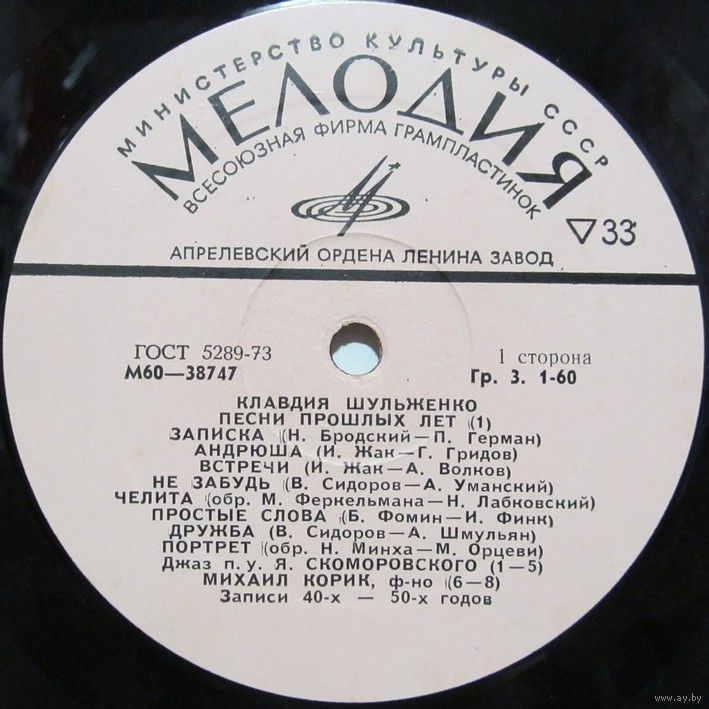 МИНИСТЕРСТВО КУЛЬТУРЫ СССР
МЕЛОДИЯ
ВСЕСОЮЗНАЯ ФИРМА ГРАМПЛАСТИНОК
33
АПРЕЛЕВСКИЙ ОРДЕНА ЛЕНИНА ЗАВОД
ГОСТ 5289-73
1 сторона
М60—38747
Гр. 3. 1-60
КЛАВДИЯ ШУЛЬЖЕНКО
ПЕСНИ ПРОШЛЫХ ЛЕТ (1)
ЗАПИСКА (Н. Бродский—П. Герман)
АНДРЮША (И. Жак—Г. Гридов)
ВСТРЕЧИ (И. Жак—А. Волков)
НЕ ЗАБУДЬ (В. Сидоров—А. Уманский)
ЧЕЛИТА (обр. М. Феркельмана—Н. Лабковский)
ПРОСТЫЕ СЛОВА (Б. Фомин—И. Финк)
ДРУЖБА (В. Сидоров—А. Шмульян)
ПОРТРЕТ (обр. Н. Минха—М. Орцеви)
Джаз п. у. Я. СКОМОРОВСКОГО (1—5)
МИХАИЛ КОРИК, ф-но (6—8)
Записи 40-х — 50-х годов
www.ay.by